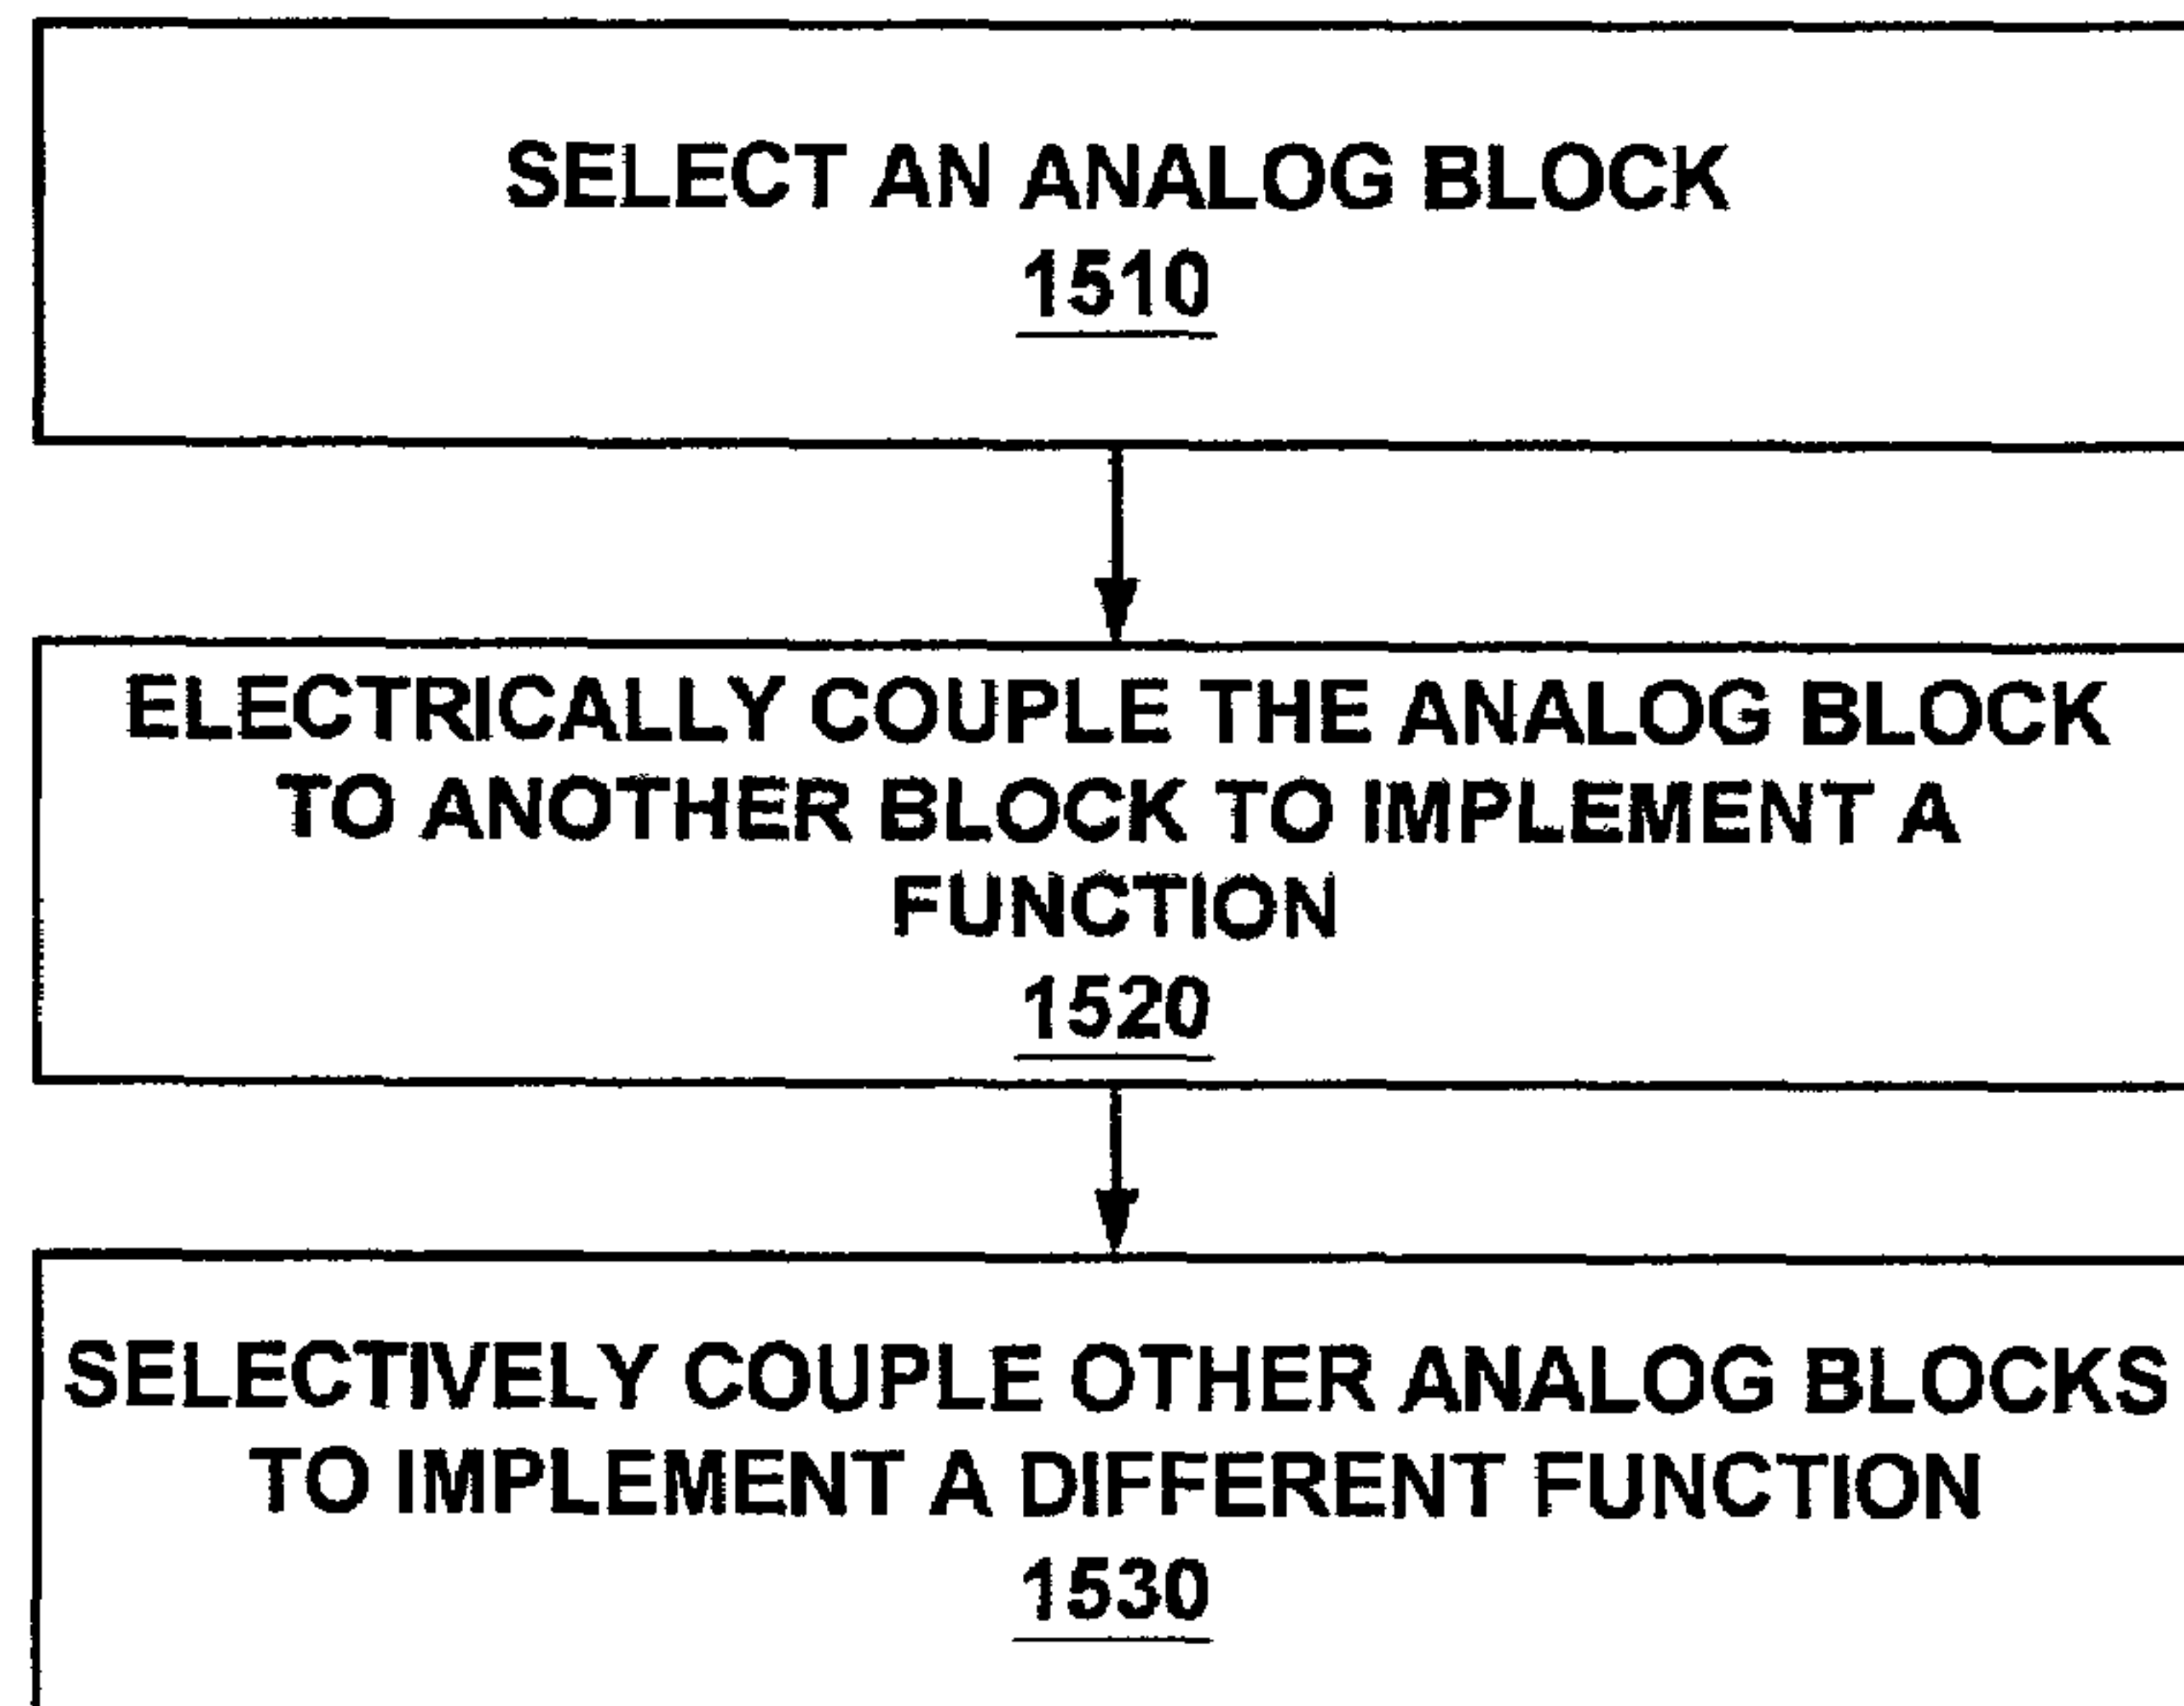 SELECT AN ANALOG BLOCK
1510
ELECTRICALLY COUPLE THE ANALOG BLOCK
TO ANOTHER BLOCK TO IMPLEMENT A
FUNCTION
1520
SELECTIVELY COUPLE OTHER ANALOG BLOCKS
TO IMPLEMENT A DIFFERENT FUNCTION
1530